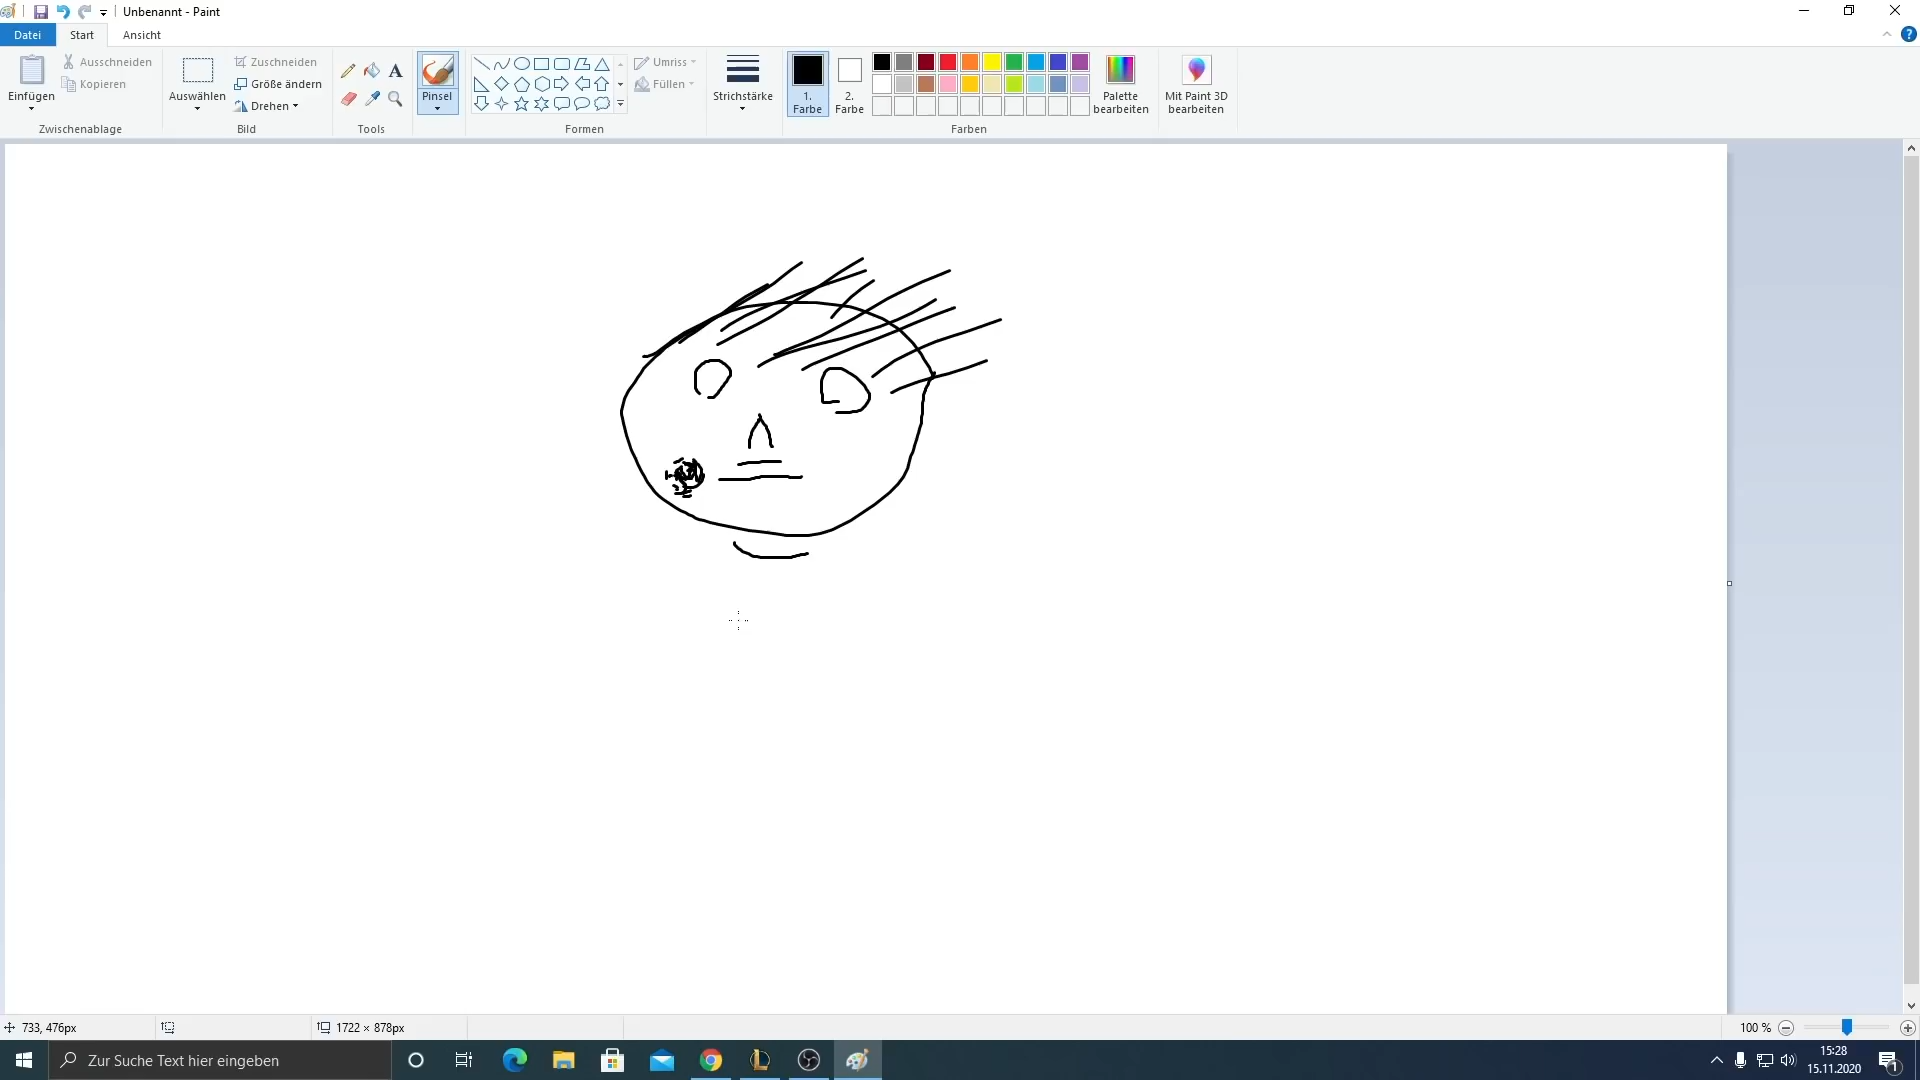 Unbenannt - Paint
Datei Start Ansicht
Einfügen
Ausschneiden
Kopieren
Zwischenablage
Auswählen
Zuschneiden
Größe ändern
Drehen
Bild
A
Tools
Pinsel
Umriss
Füllen
Formen
Strichstärke
1.
Farbe
2.
Farbe
Palette
bearbeiten
Farben
Mit Paint 3D
bearbeiten
733, 476px
1722 × 878px
100 %
Zur Suche Text hier eingeben
15:28
15.11.2020
1